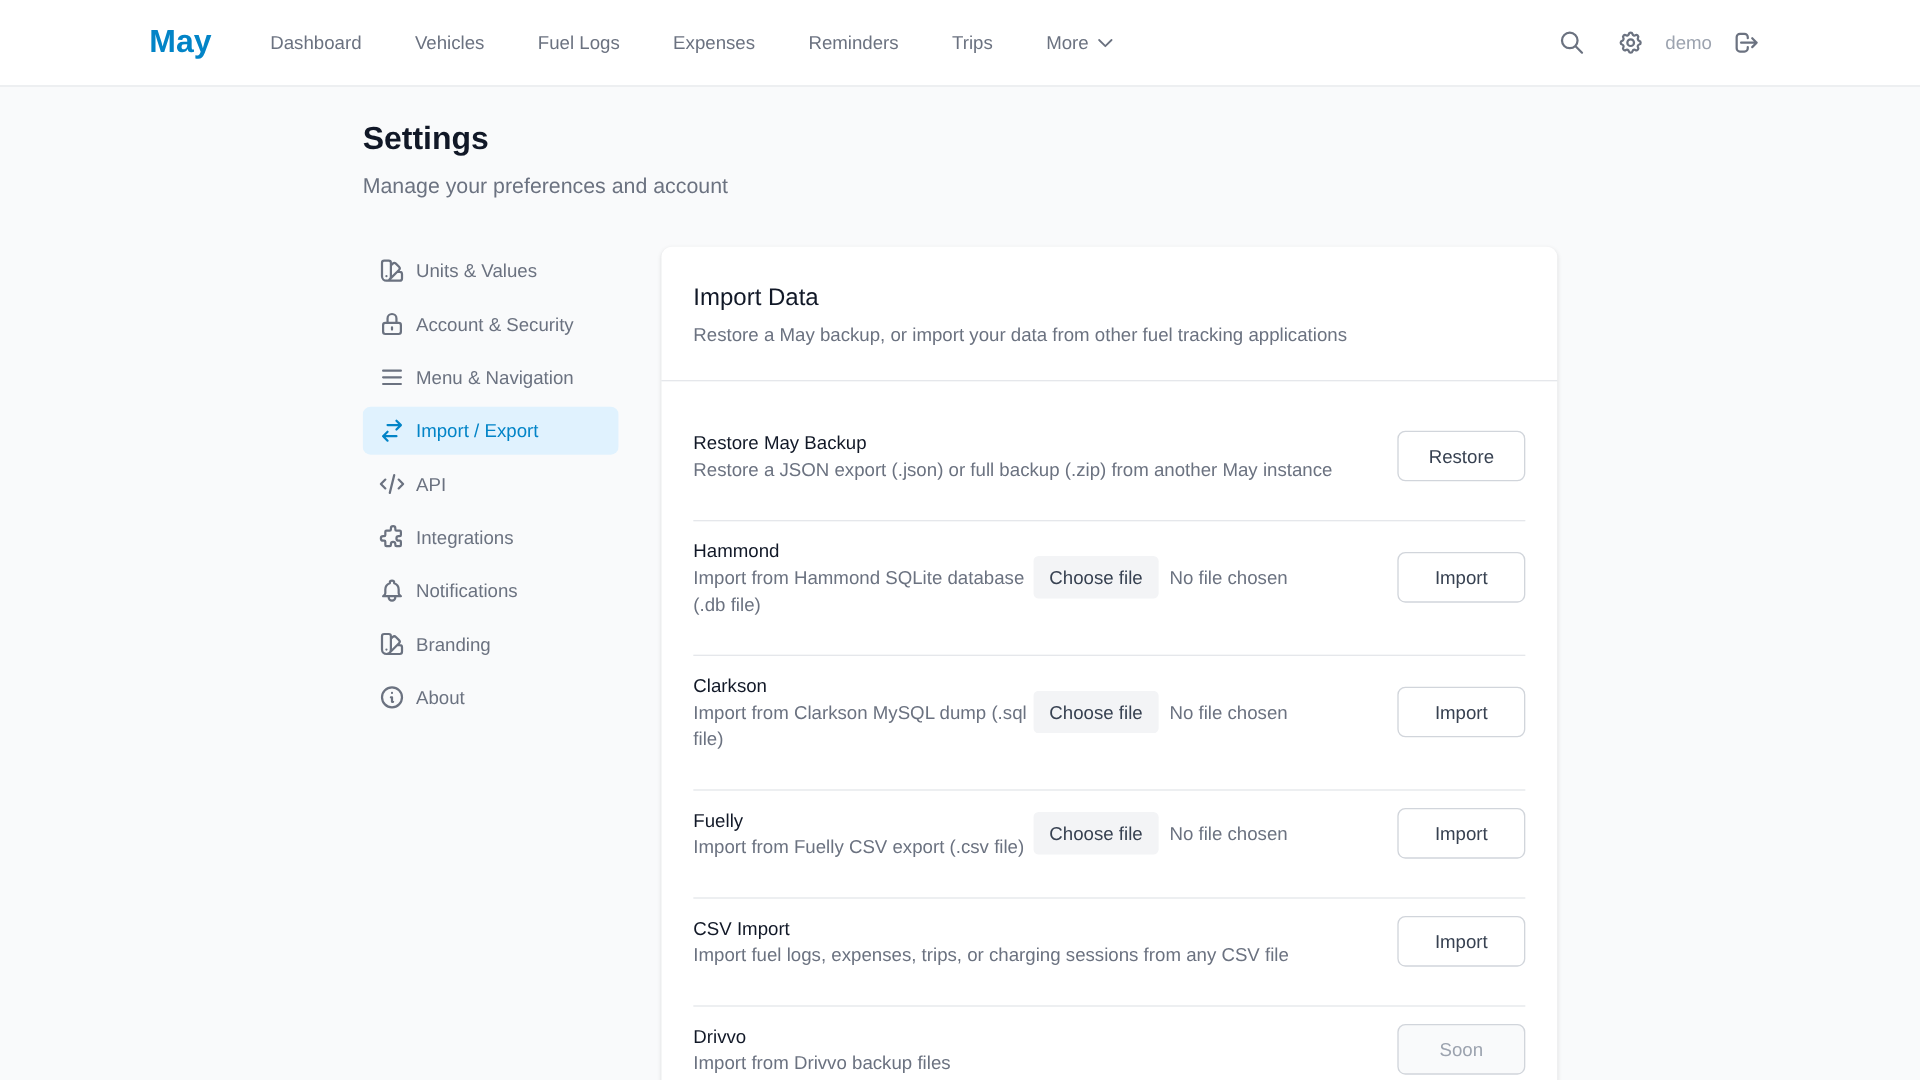 May
Dashboard
Vehicles
Fuel Logs
Expenses
Reminders
Trips
More
demo
Settings
Manage your preferences and account
Units & Values
Account & Security
Menu & Navigation
Import / Export
API
Integrations
Notifications
Branding
About
Import Data
Restore a May backup, or import your data from other fuel tracking applications
Restore May Backup
Restore a JSON export (.json) or full backup (.zip) from another May instance
Restore
Hammond
Import from Hammond SQLite database
(.db file)
Choose file
No file chosen
Import
Clarkson
Import from Clarkson MySQL dump (.sql
file)
Choose file
No file chosen
Import
Fuelly
Import from Fuelly CSV export (.csv file)
Choose file
No file chosen
Import
CSV Import
Import fuel logs, expenses, trips, or charging sessions from any CSV file
Import
Drivvo
Import from Drivvo backup files
Soon